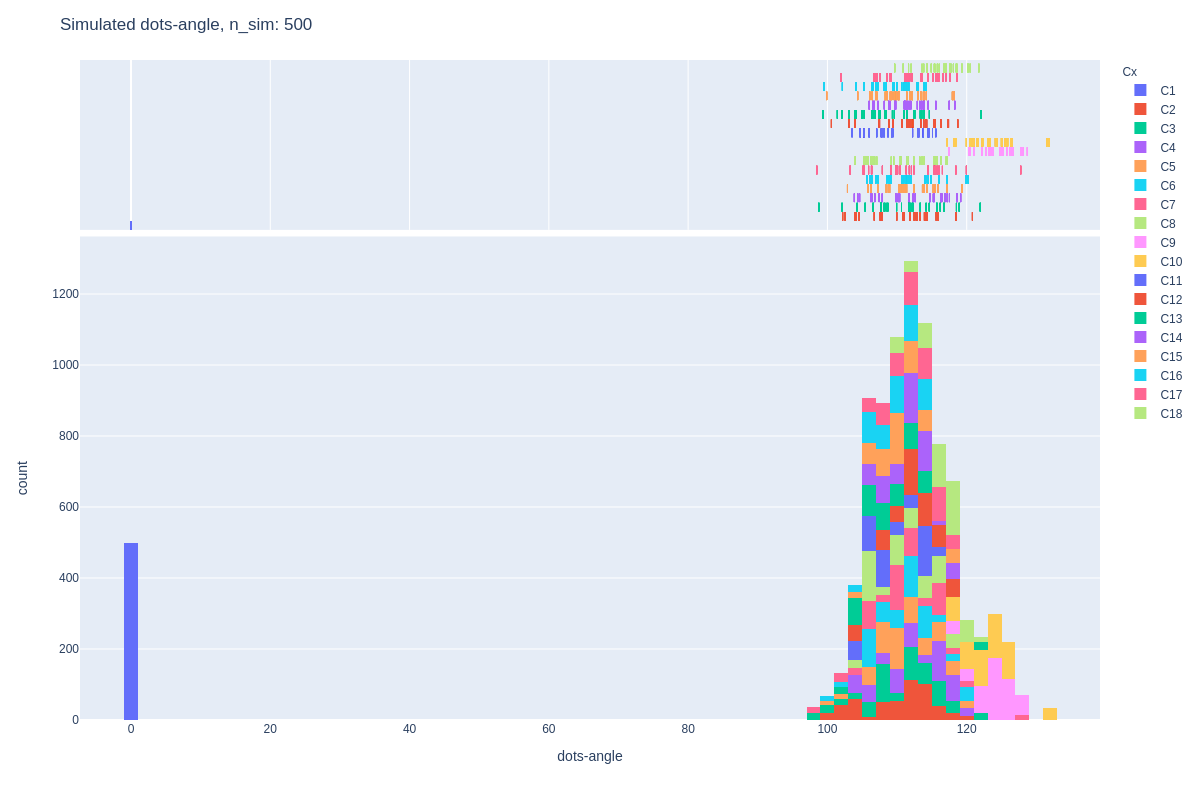 Simulated dots-angle, n_sim: 500
Cx
C1
C2
C3
C4
C5
C6
C7
C8
C9
C10
C11
C12
C13
C14
C15
C16
C17
C18
1200
1000
800
600
400
200
0
count
0 20 40 60 80 100 120
dots-angle